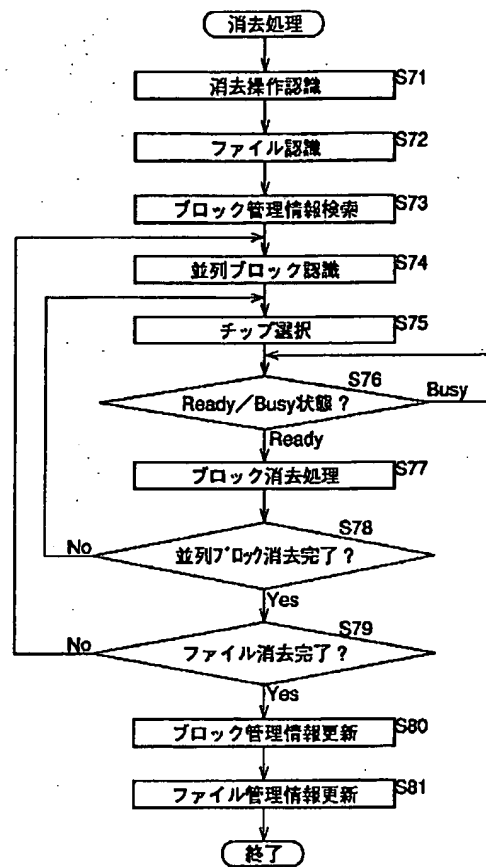 消去処理
S71
消去操作認識
S72
ファイル認識
S73
ブロック管理情報検索
S74
並列ブロック認識
S75
チップ選択
S76
Ready/Busy状態?
Busy
Ready
S77
ブロック消去処理
S78
並列ブロック消去完了?
No
Yes
S79
ファイル消去完了?
No
Yes
S80
ブロック管理情報更新
S81
ファイル管理情報更新
終了